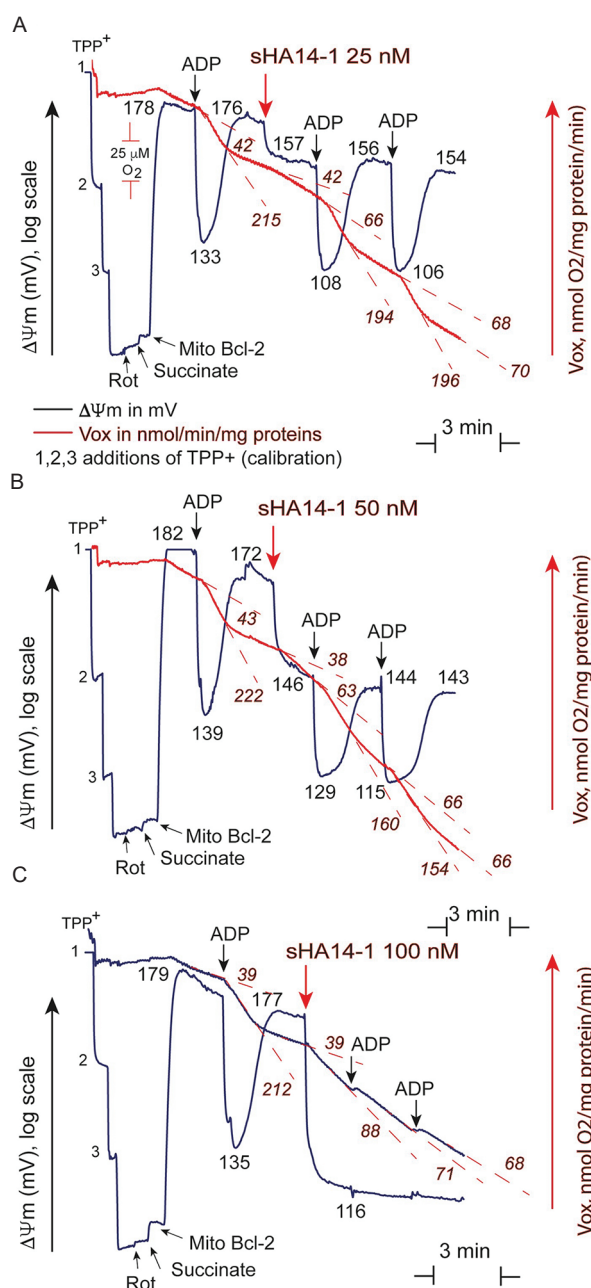 A
TPP+
ADP
sHA14-1 25 nM
1
178
176
ADP
ADP
157
156
154
42
42
25 μM
O2
2
215
66
3
133
108
106
194
68
196
70
Mito Bcl-2
Succinate
Rot
ΔΨm (mV), log scale
Vox, nmol O2/mg protein/min)
ΔΨm in mV
Vox in nmol/min/mg proteins
1,2,3 additions of TPP+ (calibration)
3 min
B
sHA14-1 50 nM
TPP+
182
ADP
1
172
ADP
ADP
43
38
2
222
146
63
144
143
139
3
129
115
66
160
154
66
Mito Bcl-2
Succinate
Rot
ΔΨm (mV), log scale
Vox, nmol O2/mg protein/min)
3 min
C
TPP+
ADP
sHA14-1 100 nM
1
179
39
177
39
ADP
ADP
2
212
88
71
68
3
135
116
Mito Bcl-2
Succinate
Rot
ΔΨm (mV), log scale
Vox, nmol O2/mg protein/min)
3 min